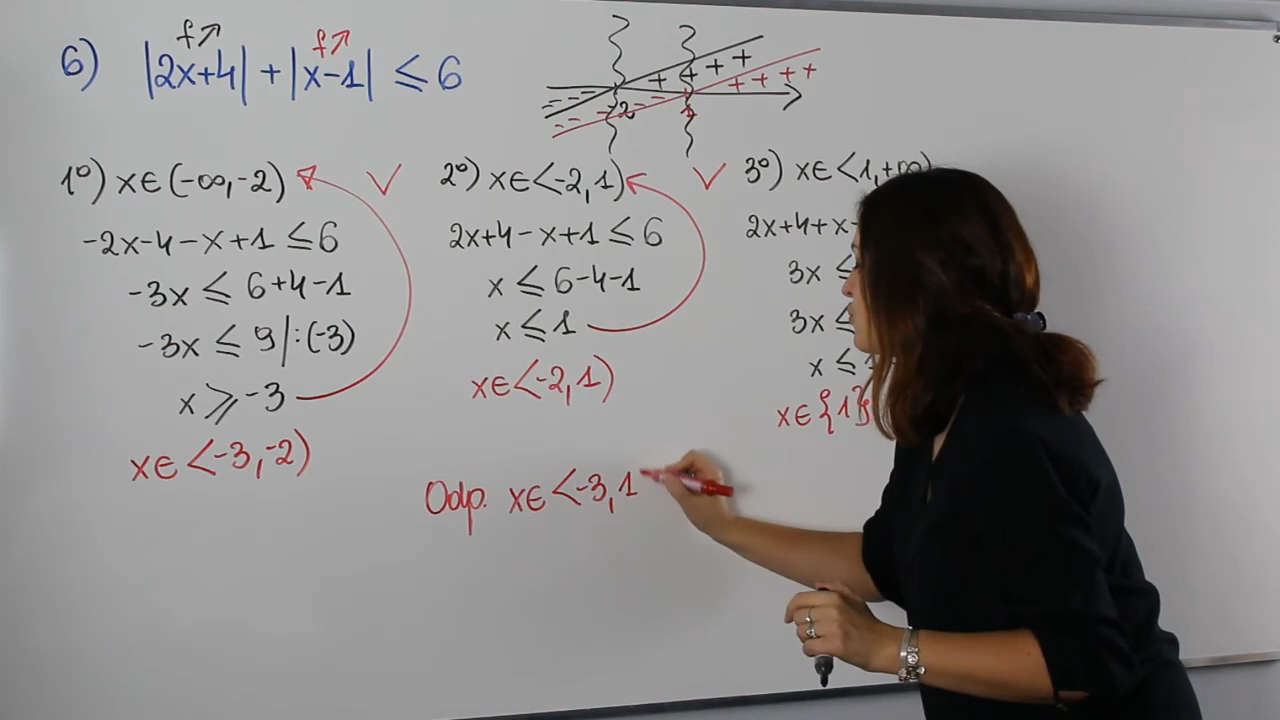 6) |2x+4| + |x-1| ≤ 6
f↗ f↗
- - - - - - + + + + + + + +
-2 1
1°) x∈(-∞,-2) ✓
-2x-4-x+1 ≤ 6
-3x ≤ 6+4-1
-3x ≤ 9 |:(-3)
x ⩾ -3
x∈<-3,-2)
2°) x∈<-2,1) ✓
2x+4-x+1 ≤ 6
x ≤ 6-4-1
x ≤ 1
x∈<-2,1)
3°) x∈<1,+∞)
2x+4+x-
3x ≤
3x ≤
x ≤
x∈{1}
Odp. x∈<-3,1